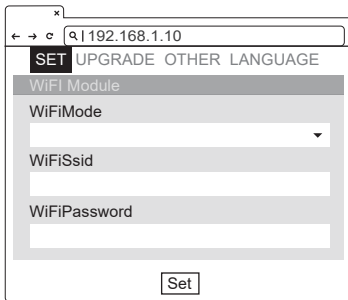 192.168.1.10
SET UPGRADE OTHER LANGUAGE
WiFI Module
WiFiMode
WiFiSsid
WiFiPassword
Set